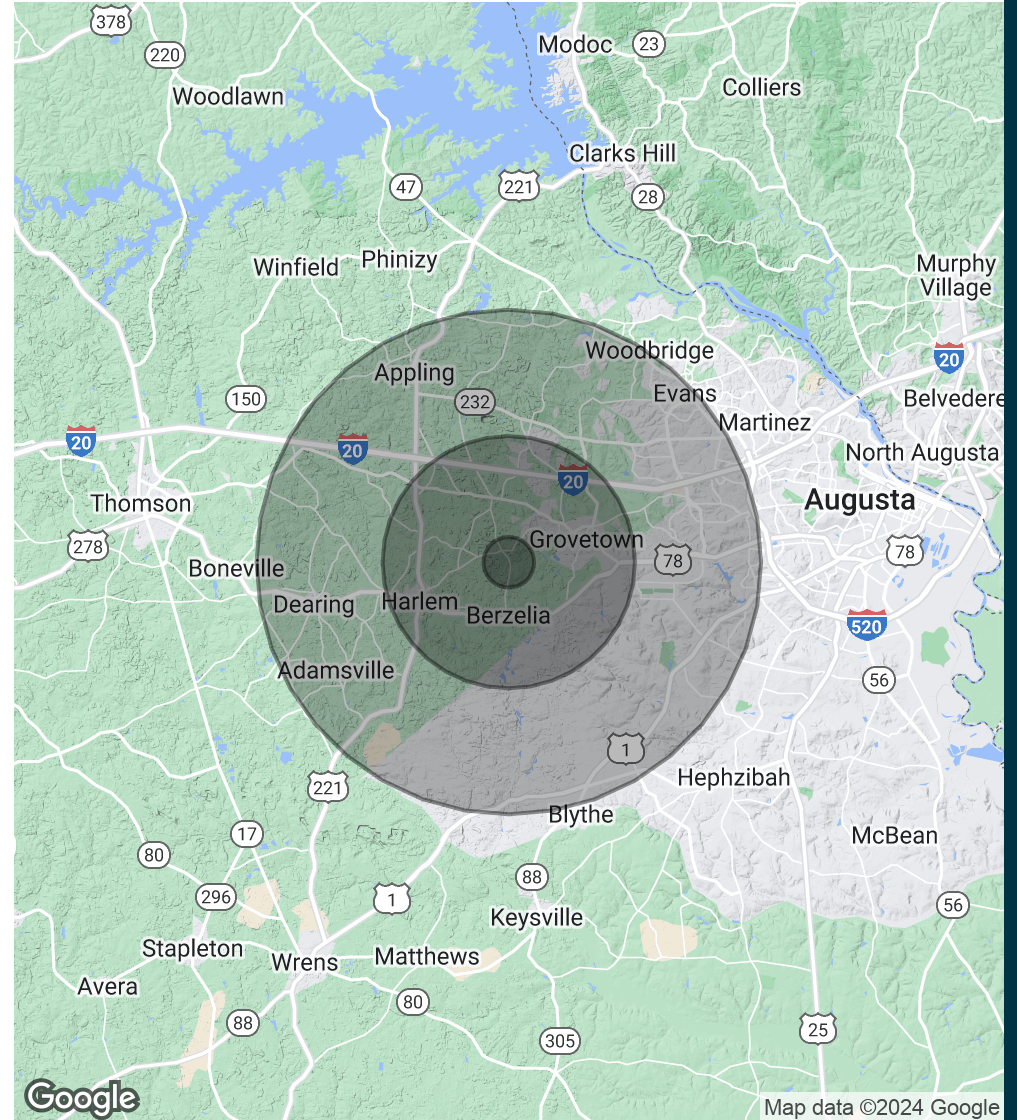 378
Modoc
23
220
Colliers
Woodlawn
Clarks Hill
47
221
28
Phinizy
Winfield
Murphy
Village
Woodbridge
20
Appling
Evans
150
232
Belvedere
Martinez
20
20
North Augusta
20
Thomson
Augusta
278
Grovetown
78
78
Boneville
Dearing
Harlem
Berzelia
520
Adamsville
56
1
221
Hephzibah
Blythe
17
McBean
80
296
1
88
56
Keysville
Stapleton
Wrens
Matthews
Avera
80
88
305
25
Google
Map data ©2024 Google